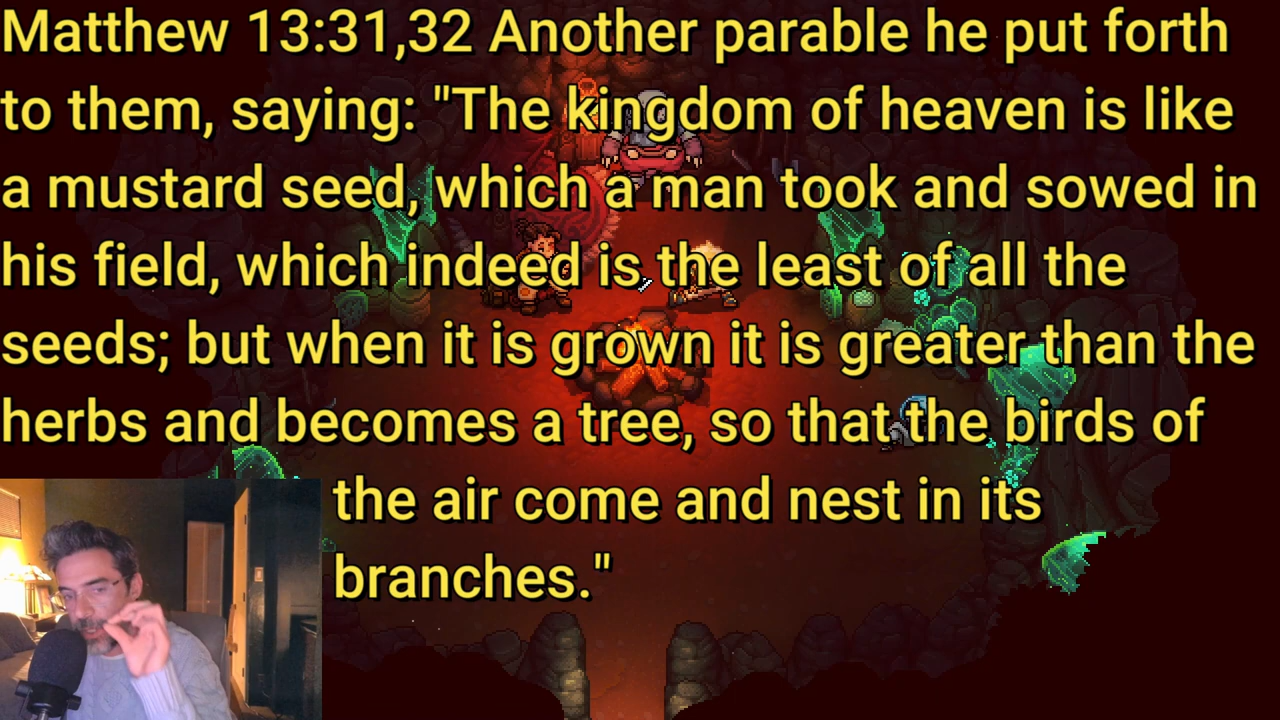 Matthew 13:31,32 Another parable he put forth
to them, saying: "The kingdom of heaven is like
a mustard seed, which a man took and sowed in
his field, which indeed is the least of all the
seeds; but when it is grown it is greater than the
herbs and becomes a tree, so that the birds of
the air come and nest in its
branches."